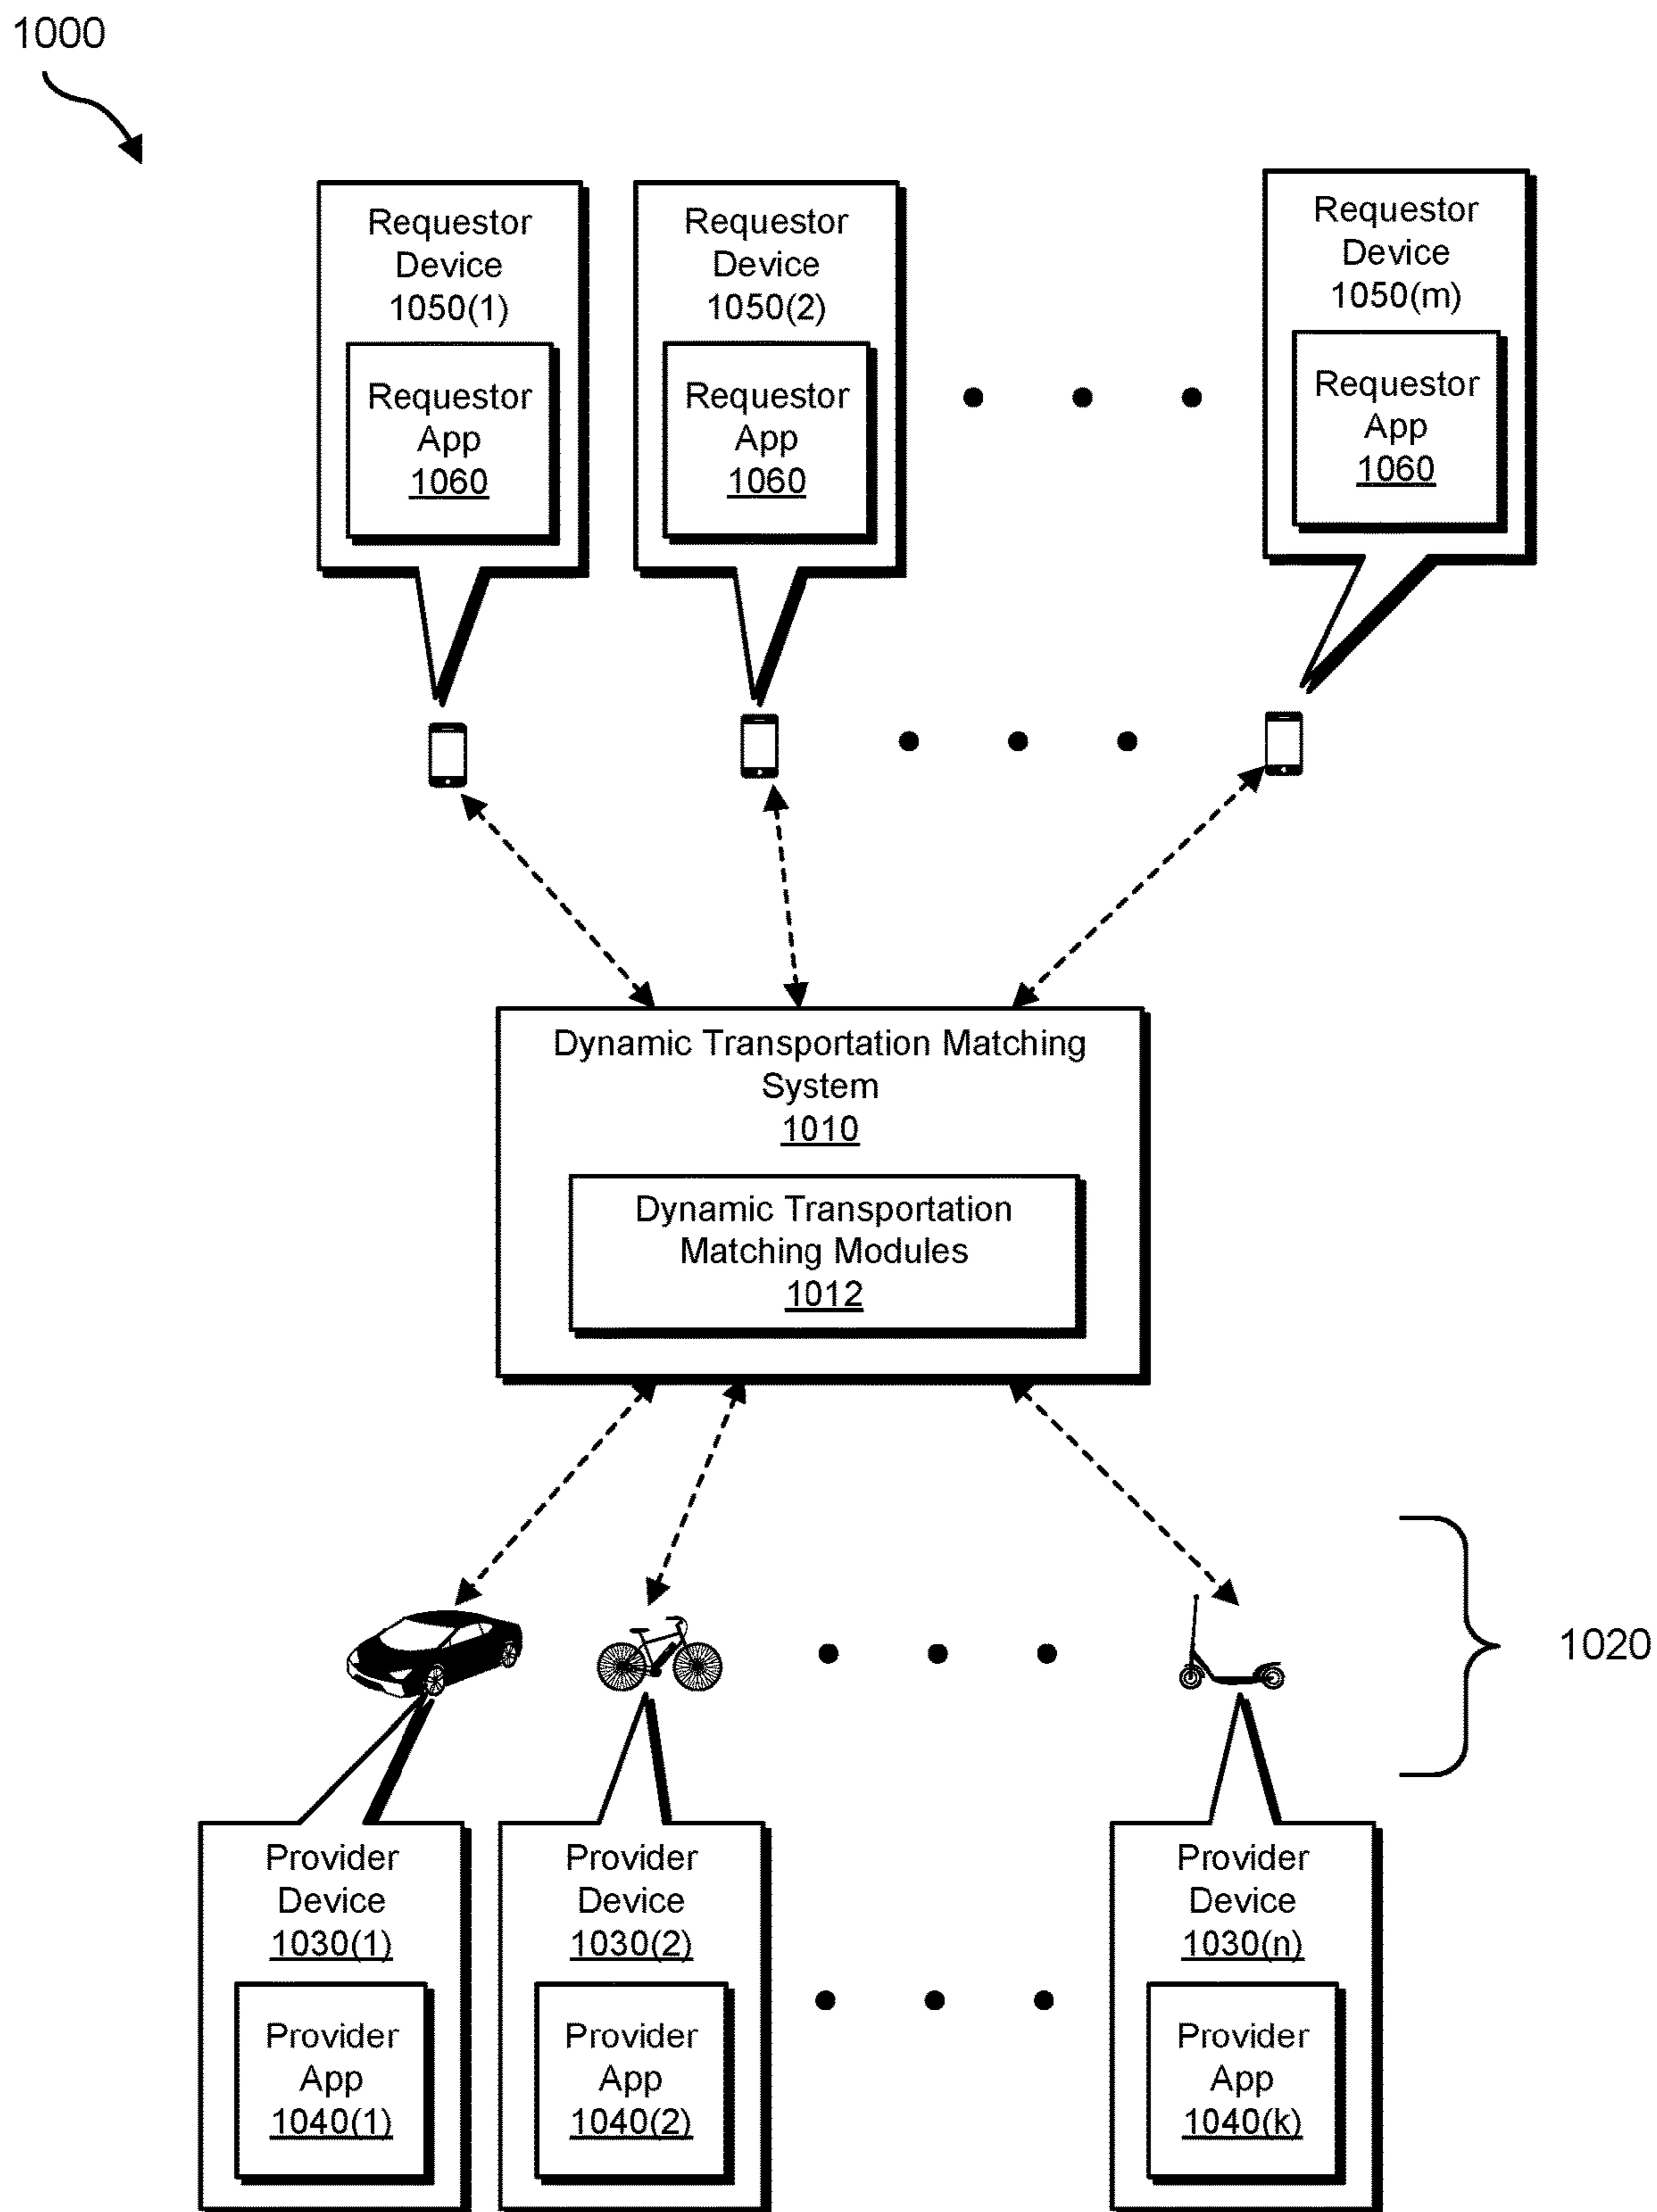 1000
Requestor
Device
1050(1)
Requestor
App
1060
Requestor
Device
1050(2)
Requestor
App
1060
Requestor
Device
1050(m)
Requestor
App
1060
Dynamic Transportation Matching
System
1010
Dynamic Transportation
Matching Modules
1012
1020
Provider
Device
1030(1)
Provider
App
1040(1)
Provider
Device
1030(2)
Provider
App
1040(2)
Provider
Device
1030(n)
Provider
App
1040(k)